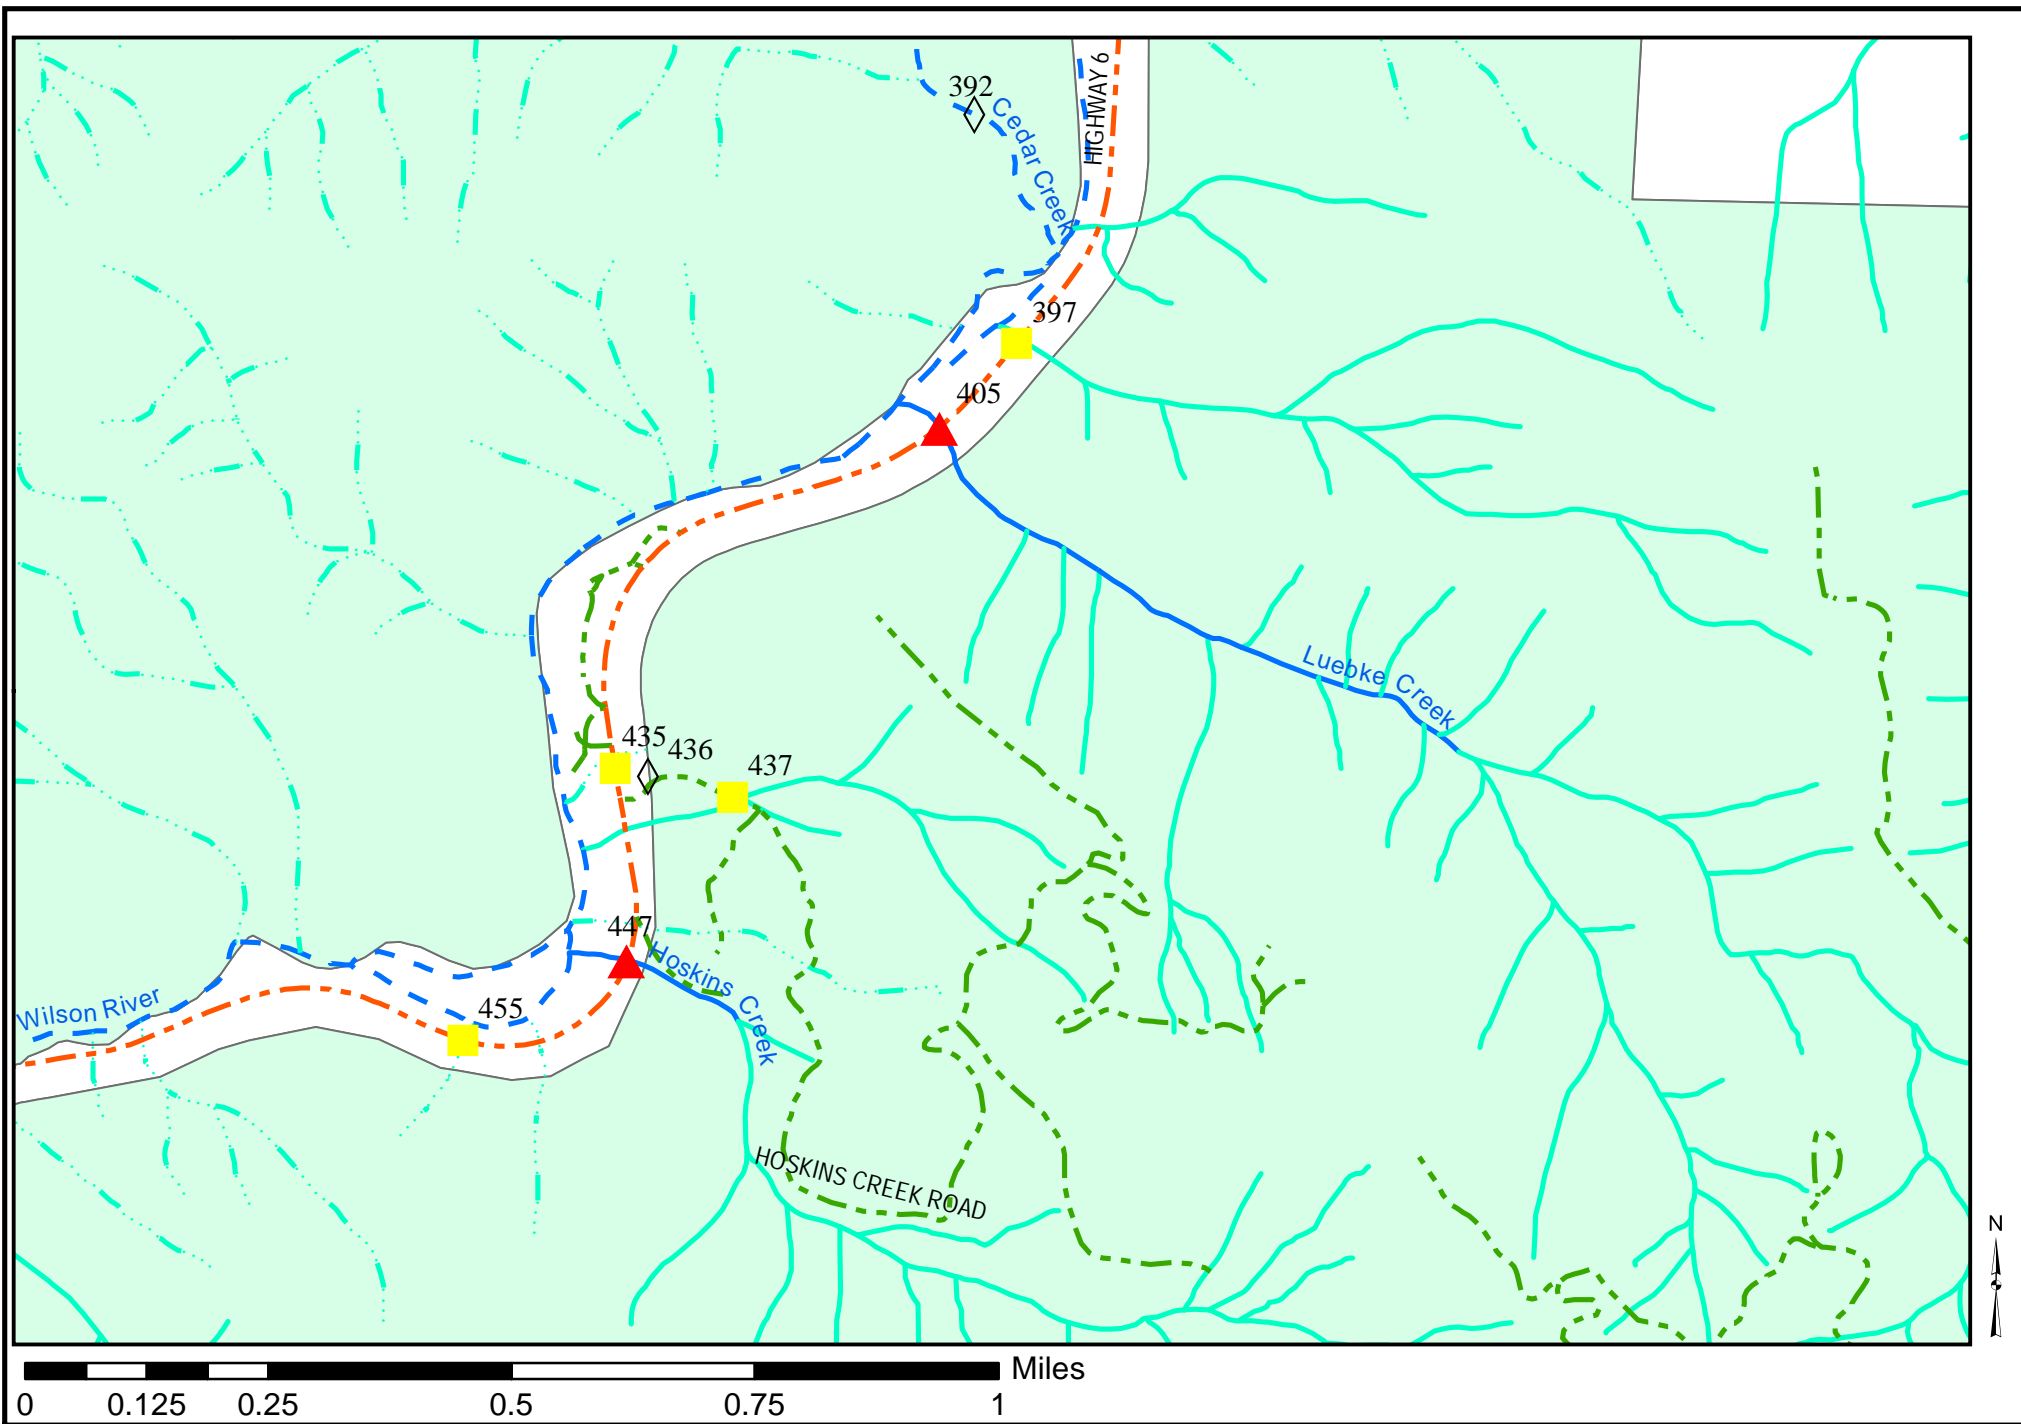 392
Cedar Creek
HIGHWAY 6
397
405
Luebke Creek
435
436
437
447
Hoskins Creek
455
Wilson River
HOSKINS CREEK ROAD
N
Miles
0 0.125 0.25 0.5 0.75 1